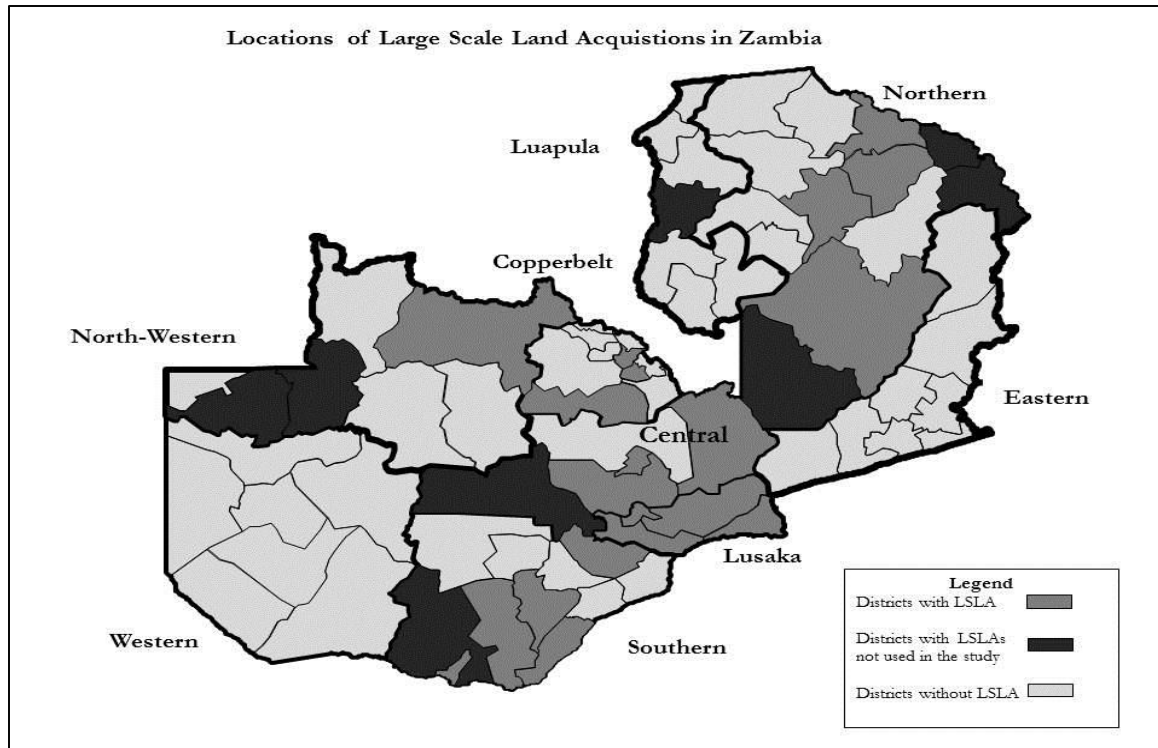 Locations of Large Scale Land Acquistions in Zambia
Northern
Luapula
Copperbelt
North-Western
Eastern
Central
Lusaka
Western
Southern
Legend
Districts with LSLA
Districts with LSLAs
not used in the study
Districts without LSLA